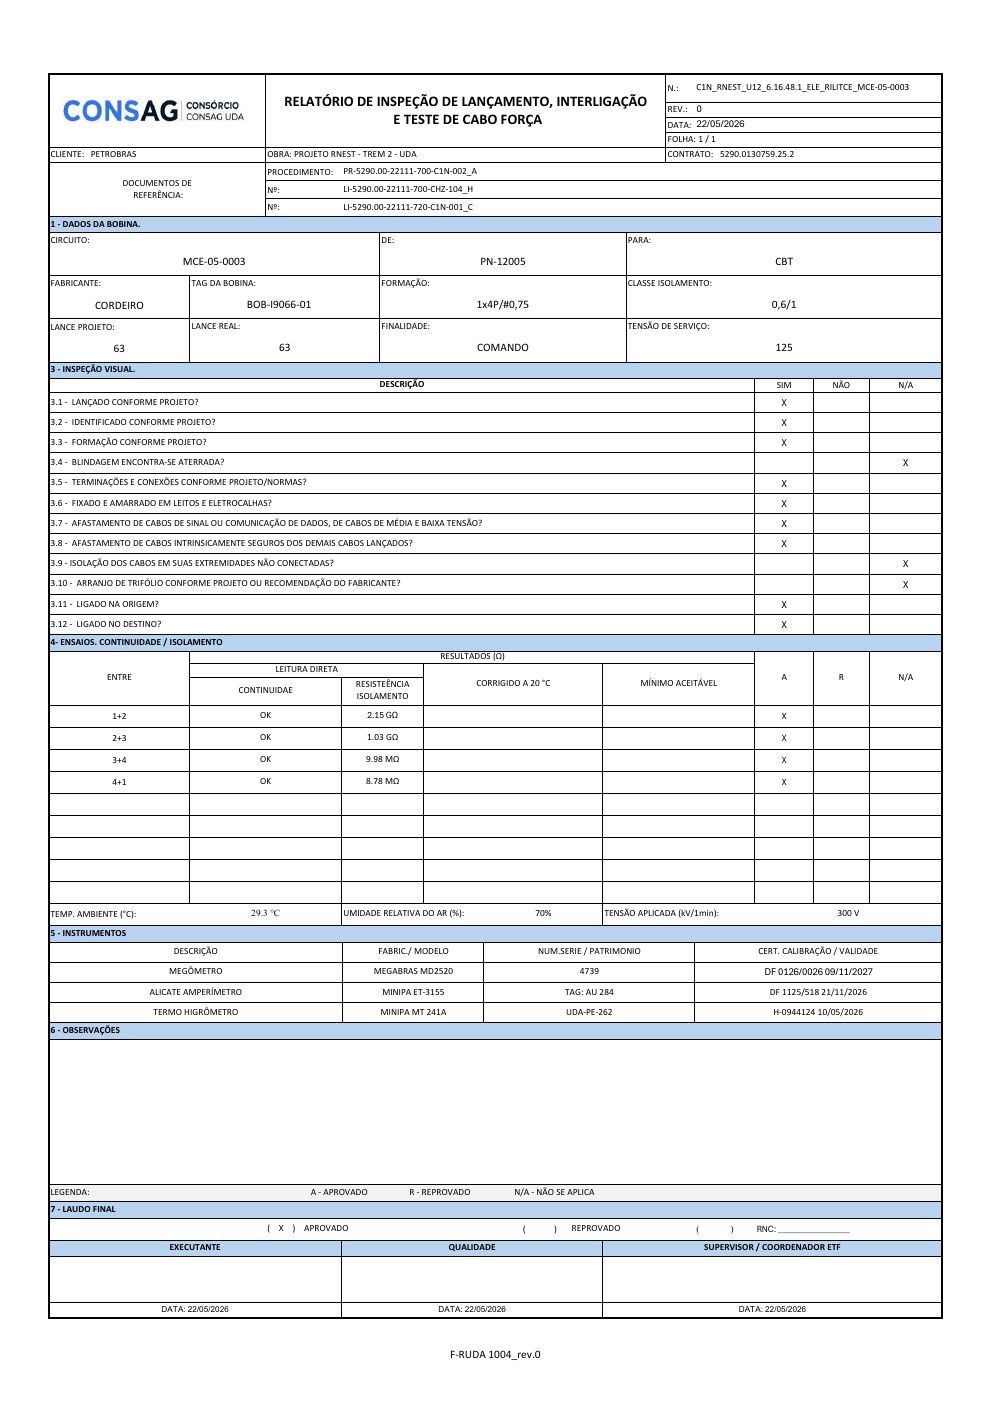 CONSAG CONSÓRCIO
CONSAG UDA
RELATÓRIO DE INSPEÇÃO DE LANÇAMENTO, INTERLIGAÇÃO
E TESTE DE CABO FORÇA
N.: C1N_RNEST_U12_6.16.48.1_ELE_RILITCE_MCE-05-0003
REV.: 0
DATA: 22/05/2026
FOLHA: 1 / 1
CLIENTE: PETROBRAS OBRA: PROJETO RNEST - TREM 2 - UDA CONTRATO: 5290.0130759.25.2
DOCUMENTOS DE
REFERÊNCIA:
PROCEDIMENTO: PR-5290.00-22111-700-C1N-002_A
Nº: LI-5290.00-22111-700-CHZ-104_H
Nº: LI-5290.00-22111-720-C1N-001_C
1 - DADOS DA BOBINA.
CIRCUITO: DE: PARA:
MCE-05-0003 PN-12005 CBT
FABRICANTE: TAG DA BOBINA: FORMAÇÃO: CLASSE ISOLAMENTO:
CORDEIRO BOB-I9066-01 1x4P/#0,75 0,6/1
LANCE PROJETO: LANCE REAL: FINALIDADE: TENSÃO DE SERVIÇO:
63 63 COMANDO 125
3 - INSPEÇÃO VISUAL.
DESCRIÇÃO SIM NÃO N/A
3.1 - LANÇADO CONFORME PROJETO? X
3.2 - IDENTIFICADO CONFORME PROJETO? X
3.3 - FORMAÇÃO CONFORME PROJETO? X
3.4 - BLINDAGEM ENCONTRA-SE ATERRADA? X
3.5 - TERMINAÇÕES E CONEXÕES CONFORME PROJETO/NORMAS? X
3.6 - FIXADO E AMARRADO EM LEITOS E ELETROCALHAS? X
3.7 - AFASTAMENTO DE CABOS DE SINAL OU COMUNICAÇÃO DE DADOS, DE CABOS DE MÉDIA E BAIXA TENSÃO? X
3.8 - AFASTAMENTO DE CABOS INTRINSICAMENTE SEGUROS DOS DEMAIS CABOS LANÇADOS? X
3.9 - ISOLAÇÃO DOS CABOS EM SUAS EXTREMIDADES NÃO CONECTADAS? X
3.10 - ARRANJO DE TRIFÓLIO CONFORME PROJETO OU RECOMENDAÇÃO DO FABRICANTE? X
3.11 - LIGADO NA ORIGEM? X
3.12 - LIGADO NO DESTINO? X
4- ENSAIOS. CONTINUIDADE / ISOLAMENTO
RESULTADOS (Ω)
LEITURA DIRETA
ENTRE CONTINUIDAE RESISTEÊNCIA
ISOLAMENTO CORRIGIDO A 20 °C MÍNIMO ACEITÁVEL A R N/A
1+2 OK 2.15 GΩ X
2+3 OK 1.03 GΩ X
3+4 OK 9.98 MΩ X
4+1 OK 8.78 MΩ X
TEMP. AMBIENTE (°C): 29.3 °C UMIDADE RELATIVA DO AR (%): 70% TENSÃO APLICADA (kV/1min): 300 V
5 - INSTRUMENTOS
DESCRIÇÃO FABRIC./ MODELO NUM.SERIE / PATRIMONIO CERT. CALIBRAÇÃO / VALIDADE
MEGÔMETRO MEGABRAS MD2520 4739 DF 0126/0026 09/11/2027
ALICATE AMPERÍMETRO MINIPA ET-3155 TAG: AU 284 DF 1125/518 21/11/2026
TERMO HIGRÔMETRO MINIPA MT 241A UDA-PE-262 H-0944124 10/05/2026
6 - OBSERVAÇÕES
LEGENDA: A - APROVADO R - REPROVADO N/A - NÃO SE APLICA
7 - LAUDO FINAL
( X ) APROVADO ( ) REPROVADO ( ) RNC: ________________
EXECUTANTE QUALIDADE SUPERVISOR / COORDENADOR ETF
DATA: 22/05/2026 DATA: 22/05/2026 DATA: 22/05/2026
F-RUDA 1004_rev.0